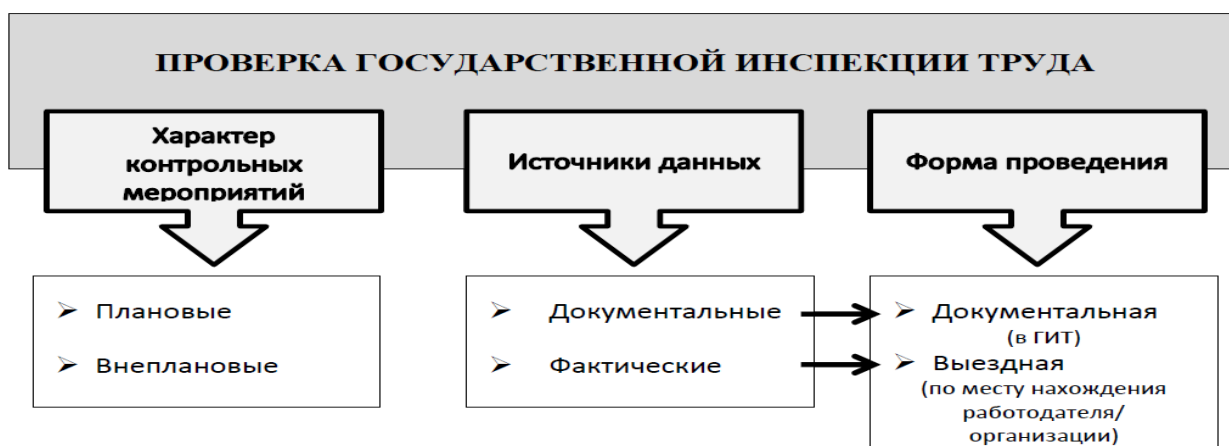 ПРОВЕРКА ГОСУДАРСТВЕННОЙ ИНСПЕКЦИИ ТРУДА
Характер
контрольных
мероприятий
Источники данных
Форма проведения
➢ Плановые
➢ Внеплановые
➢ Документальные
➢ Фактические
➢ Документальная
(в ГИТ)
➢ Выездная
(по месту нахождения
работодателя/
организации)